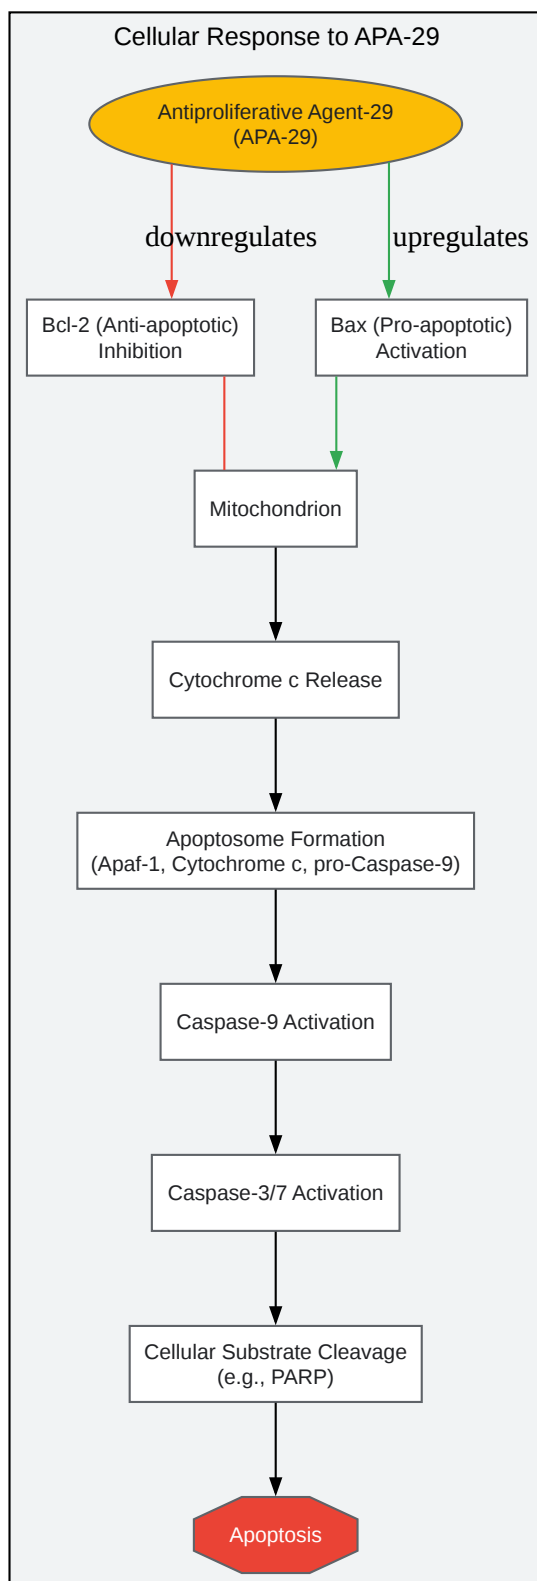 Cellular Response to APA-29
Antiproliferative Agent-29
(APA-29)
downregulates
upregulates
Bcl-2 (Anti-apoptotic)
Inhibition
Bax (Pro-apoptotic)
Activation
Mitochondrion
Cytochrome c Release
Apoptosome Formation
(Apaf-1, Cytochrome c, pro-Caspase-9)
Caspase-9 Activation
Caspase-3/7 Activation
Cellular Substrate Cleavage
(e.g., PARP)
Apoptosis